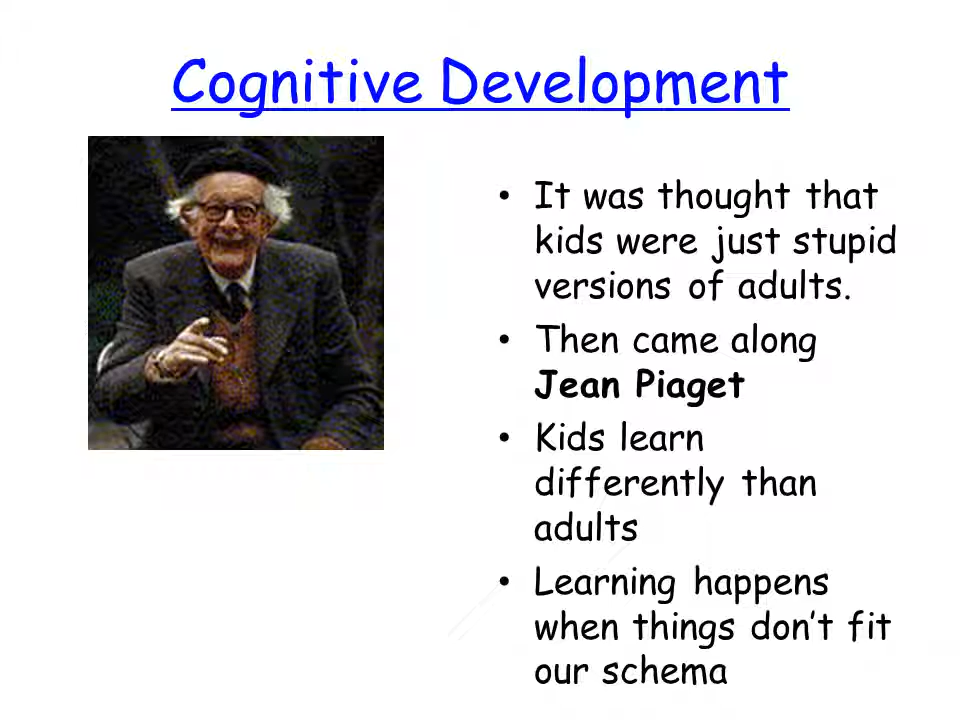 Cognitive Development
• It was thought that
kids were just stupid
versions of adults.
• Then came along
Jean Piaget
• Kids learn
differently than
adults
• Learning happens
when things don’t fit
our schema